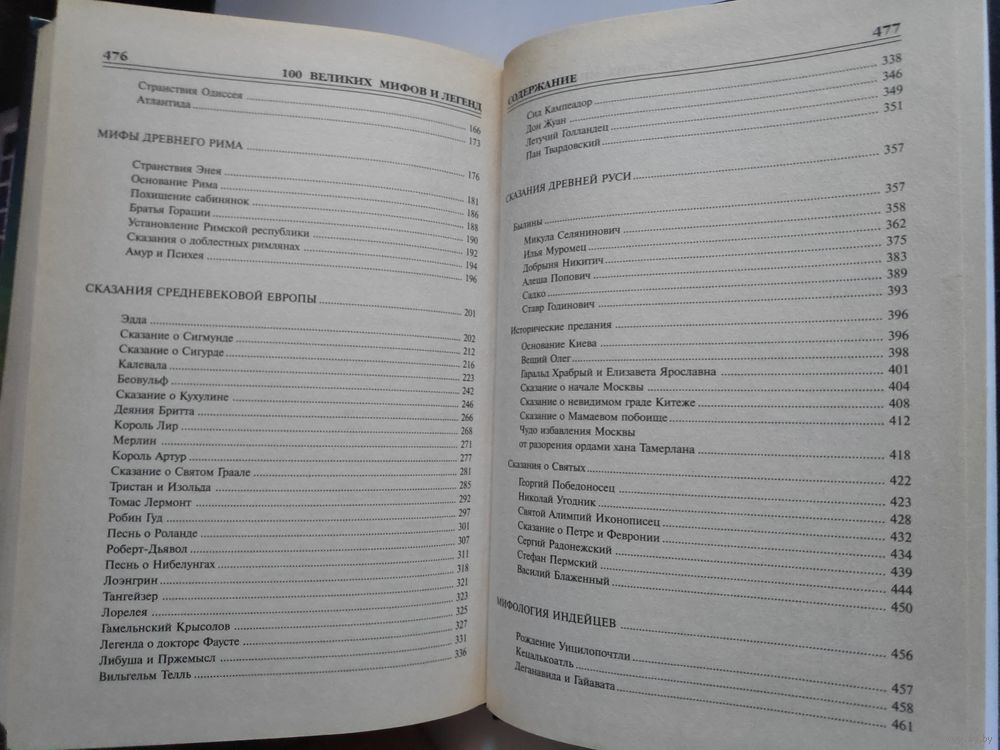 476
100 ВЕЛИКИХ МИФОВ И ЛЕГЕНД
Странствия Одиссея 166
Атлантида 173
МИФЫ ДРЕВНЕГО РИМА 176
Странствия Энея 181
Основание Рима 186
Похищение сабинянок 188
Братья Горации 190
Установление Римской республики 192
Сказания о доблестных римлянах 194
Амур и Психея 196
СКАЗАНИЯ СРЕДНЕВЕКОВОЙ ЕВРОПЫ 201
Эдда 202
Сказание о Сигмунде 212
Сказание о Сигурде 216
Калевала 223
Беовульф 242
Сказание о Кухулине 246
Деяния Бритта 266
Король Лир 268
Мерлин 271
Король Артур 277
Сказание о Святом Граале 281
Тристан и Изольда 285
Томас Лермонт 292
Робин Гуд 297
Песнь о Роланде 301
Роберт-Дьявол 307
Песнь о Нибелунгах 311
Лоэнгрин 318
Тангейзер 321
Лорелея 323
Гамельнский Крысолов 325
Легенда о докторе Фаусте 327
Либуша и Пржемысл 331
Вильгельм Телль 336
477
СОДЕРЖАНИЕ
Сид Кампеадор 338
Дон Жуан 346
Летучий Голландец 349
Пан Твардовский 351
СКАЗАНИЯ ДРЕВНЕЙ РУСИ 357
Былины 357
Микула Селянинович 358
Илья Муромец 362
Добрыня Никитич 375
Алеша Попович 383
Садко 389
Ставр Годинович 393
Исторические предания 396
Основание Киева 396
Вещий Олег 398
Гаральд Храбрый и Елизавета Ярославна 401
Сказание о начале Москвы 404
Сказание о невидимом граде Китеже 408
Сказание о Мамаевом побоище 412
Чудо избавления Москвы
от разорения ордами хана Тамерлана 418
Сказания о Святых 422
Георгий Победоносец 423
Николай Угодник 428
Святой Алимпий Иконописец 432
Сказание о Петре и Февронии 434
Сергий Радонежский 439
Стефан Пермский 444
Василий Блаженный 450
МИФОЛОГИЯ ИНДЕЙЦЕВ 456
Рождение Уицилопочтли 457
Кецалькоатль 458
Деганавида и Гайавата 461